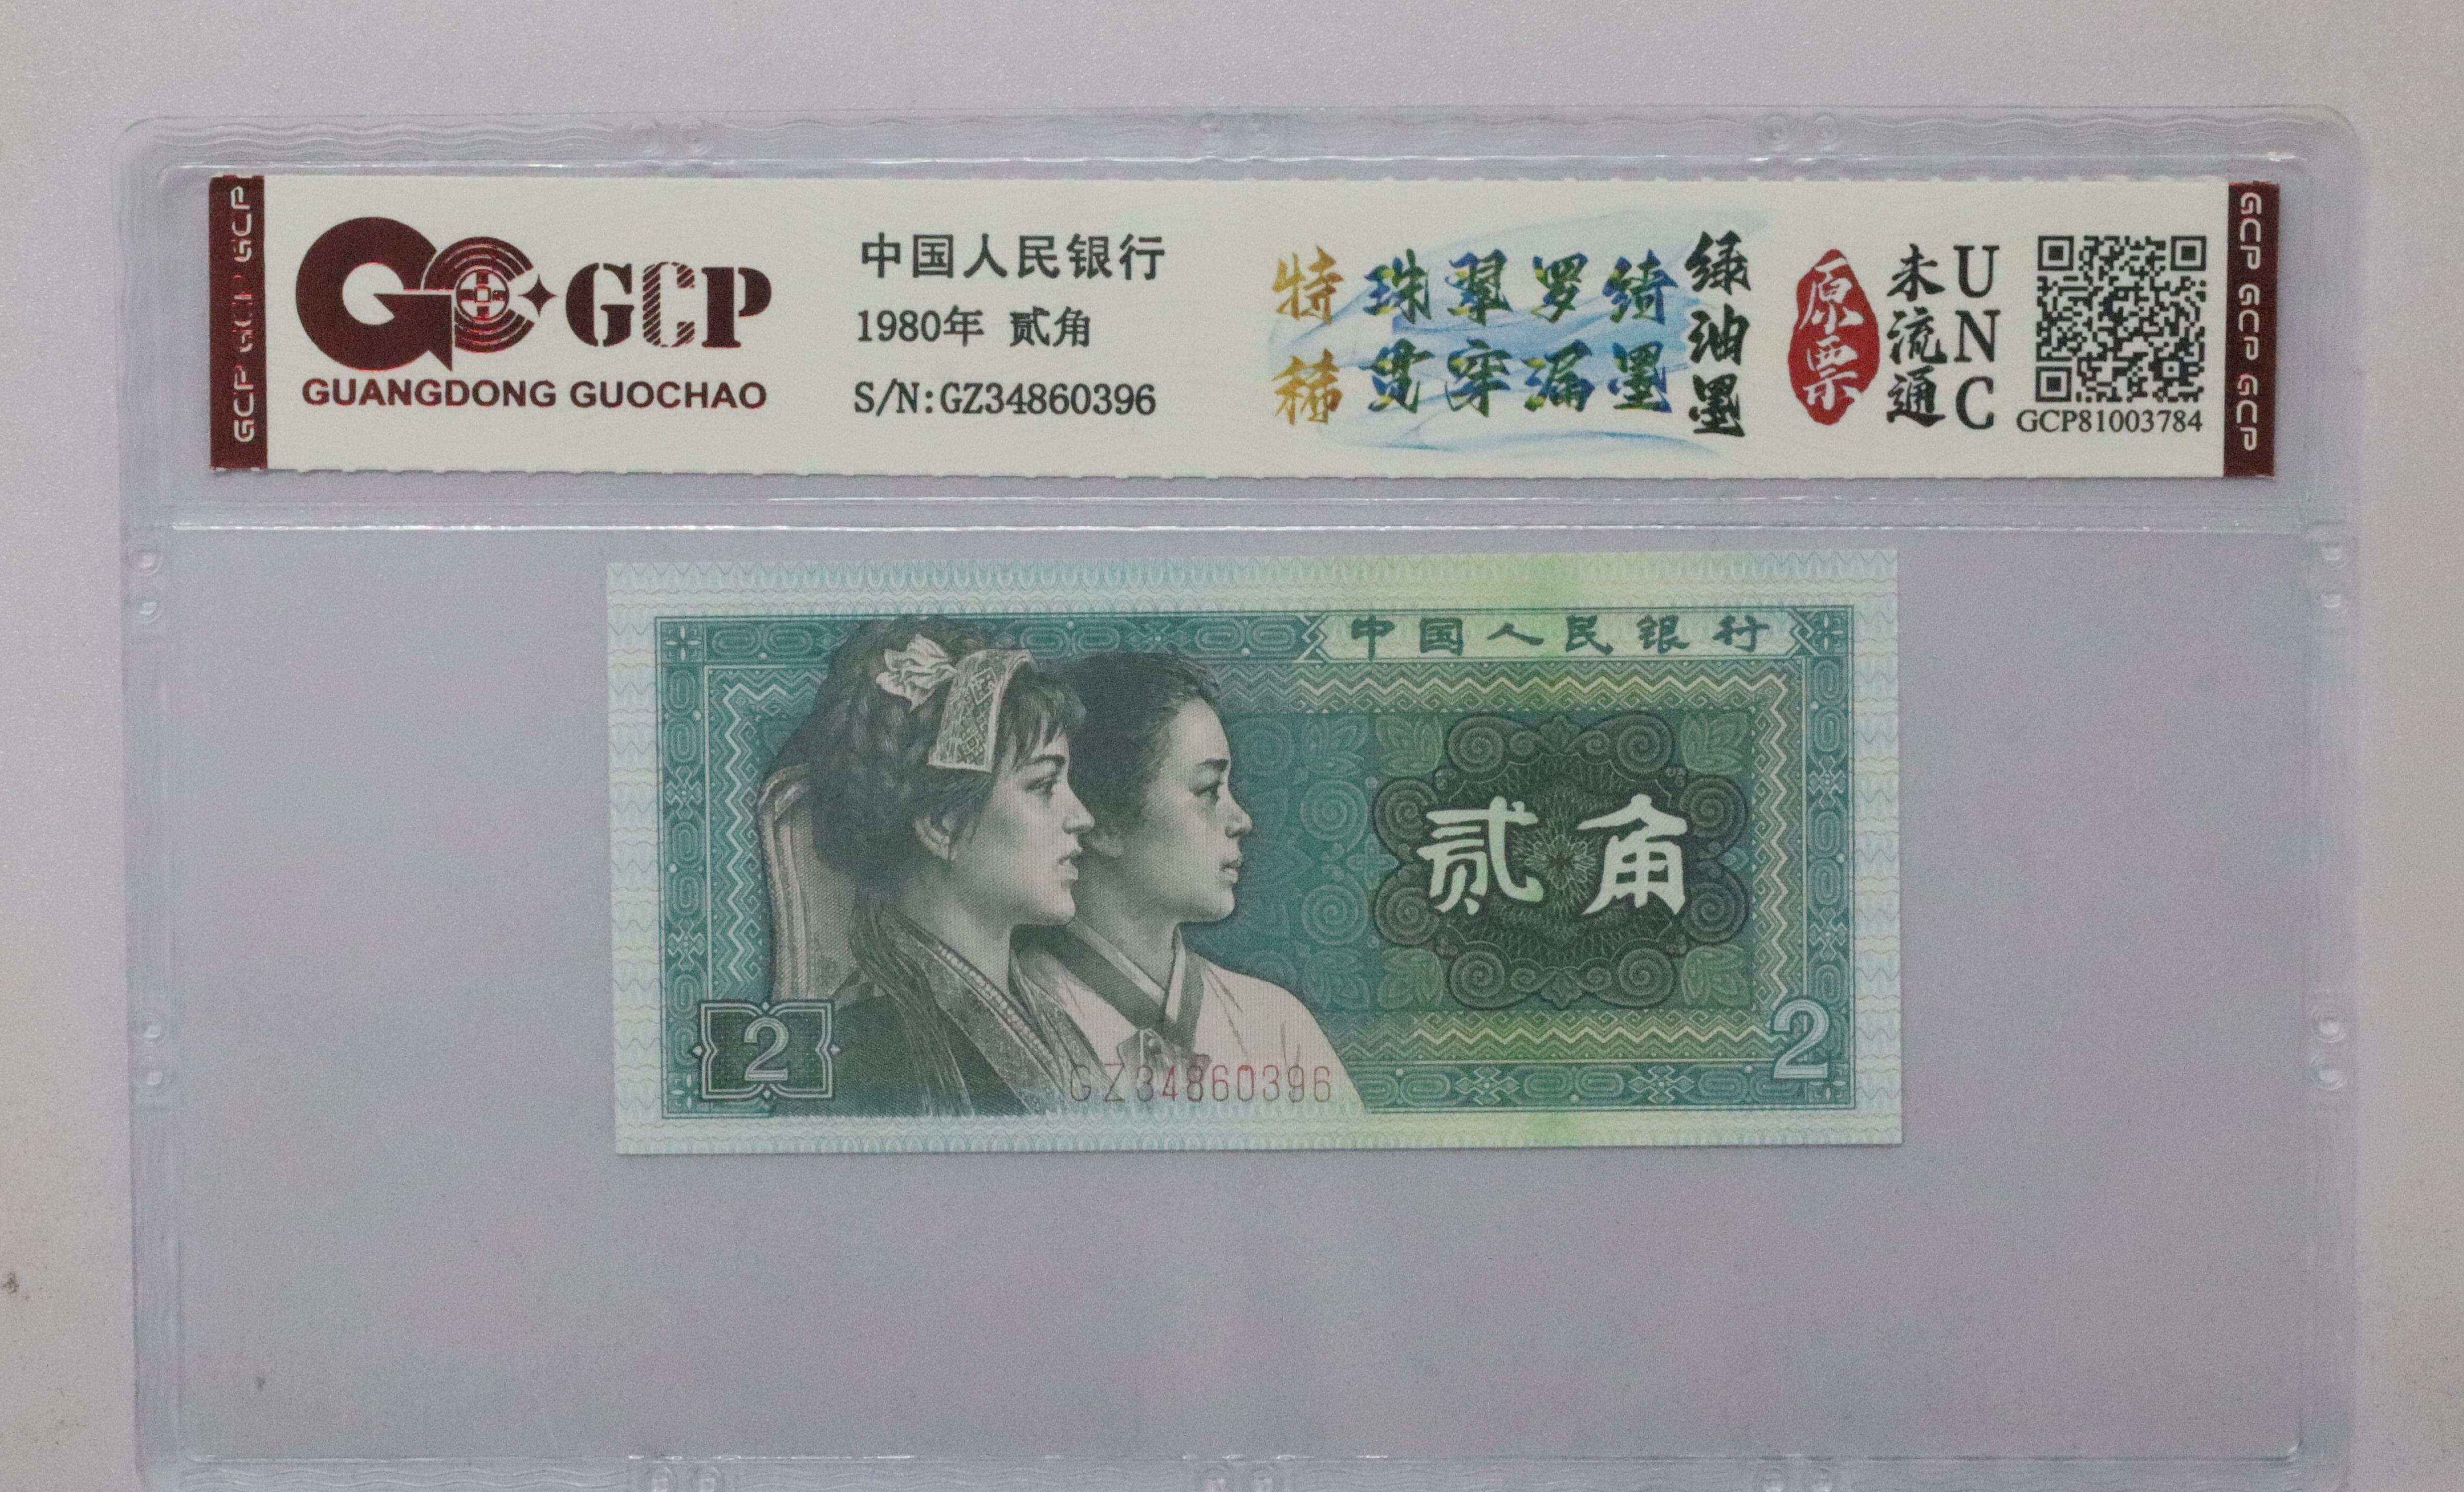 GCP GCP GCP
GCP
GUANGDONG GUOCHAO
中国人民银行
1980年 贰角
S/N:GZ34860396
特稀
珠翠罗绮
贯穿漏墨
绿油墨
原票
未流通
UNC
GCP81003784
GCP GCP GCP
中国人民银行
贰角
2
GZ34860396
2